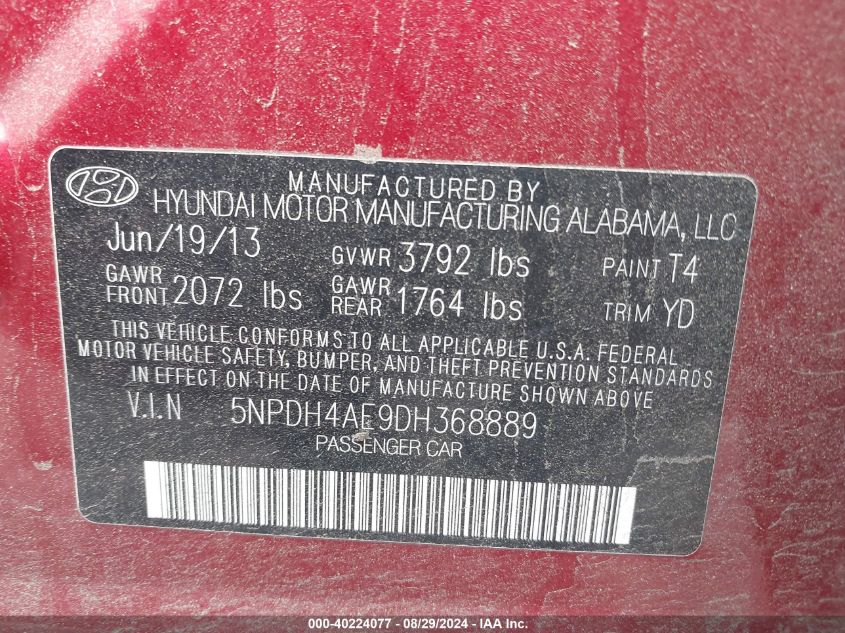 MANUFACTURED BY
HYUNDAI MOTOR MANUFACTURING ALABAMA, LLC
Jun/19/13 GVWR 3792 lbs PAINT T4
GAWR FRONT 2072 lbs GAWR REAR 1764 lbs TRIM YD
THIS VEHICLE CONFORMS TO ALL APPLICABLE U.S.A. FEDERAL
MOTOR VEHICLE SAFETY, BUMPER, AND THEFT PREVENTION STANDARDS
IN EFFECT ON THE DATE OF MANUFACTURE SHOWN ABOVE
V.I.N 5NPDH4AE9DH368889
PASSENGER CAR
000-40224077 - 08/29/2024 - IAA Inc.